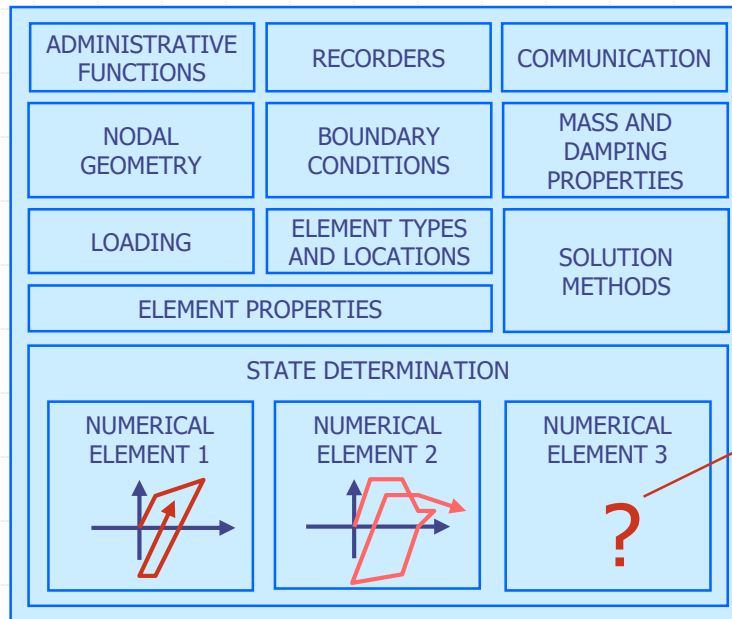 ADMINISTRATIVE
FUNCTIONS
RECORDERS
COMMUNICATION
NODAL
GEOMETRY
BOUNDARY
CONDITIONS
MASS AND
DAMPING
PROPERTIES
LOADING
ELEMENT TYPES
AND LOCATIONS
SOLUTION
METHODS
ELEMENT PROPERTIES
STATE DETERMINATION
NUMERICAL
ELEMENT 1
NUMERICAL
ELEMENT 2
NUMERICAL
ELEMENT 3
?